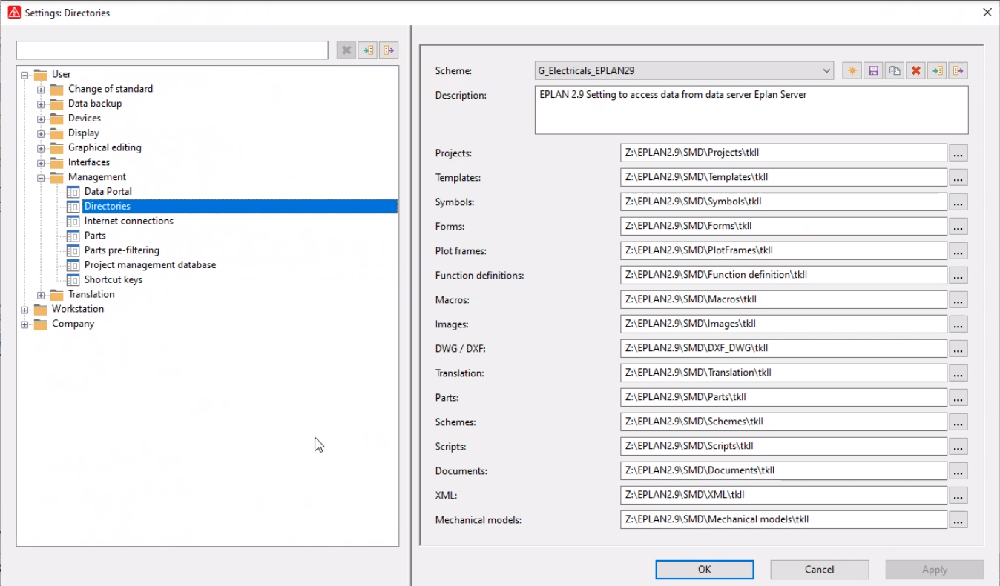 Settings: Directories
User
Change of standard
Data backup
Devices
Display
Graphical editing
Interfaces
Management
Data Portal
Directories
Internet connections
Parts
Parts pre-filtering
Project management database
Shortcut keys
Translation
Workstation
Company
Scheme: G_Electricals_EPLAN29
Description: EPLAN 2.9 Setting to access data from data server Eplan Server
Projects: Z:\EPLAN2.9\SMD\Projects\tkll ...
Templates: Z:\EPLAN2.9\SMD\Templates\tkll ...
Symbols: Z:\EPLAN2.9\SMD\Symbols\tkll ...
Forms: Z:\EPLAN2.9\SMD\Forms\tkll ...
Plot frames: Z:\EPLAN2.9\SMD\PlotFrames\tkll ...
Function definitions: Z:\EPLAN2.9\SMD\Function definition\tkll ...
Macros: Z:\EPLAN2.9\SMD\Macros\tkll ...
Images: Z:\EPLAN2.9\SMD\Images\tkll ...
DWG / DXF: Z:\EPLAN2.9\SMD\DXF_DWG\tkll ...
Translation: Z:\EPLAN2.9\SMD\Translation\tkll ...
Parts: Z:\EPLAN2.9\SMD\Parts\tkll ...
Schemes: Z:\EPLAN2.9\SMD\Schemes\tkll ...
Scripts: Z:\EPLAN2.9\SMD\Scripts\tkll ...
Documents: Z:\EPLAN2.9\SMD\Documents\tkll ...
XML: Z:\EPLAN2.9\SMD\XML\tkll ...
Mechanical models: Z:\EPLAN2.9\SMD\Mechanical models\tkll ...
OK Cancel Apply